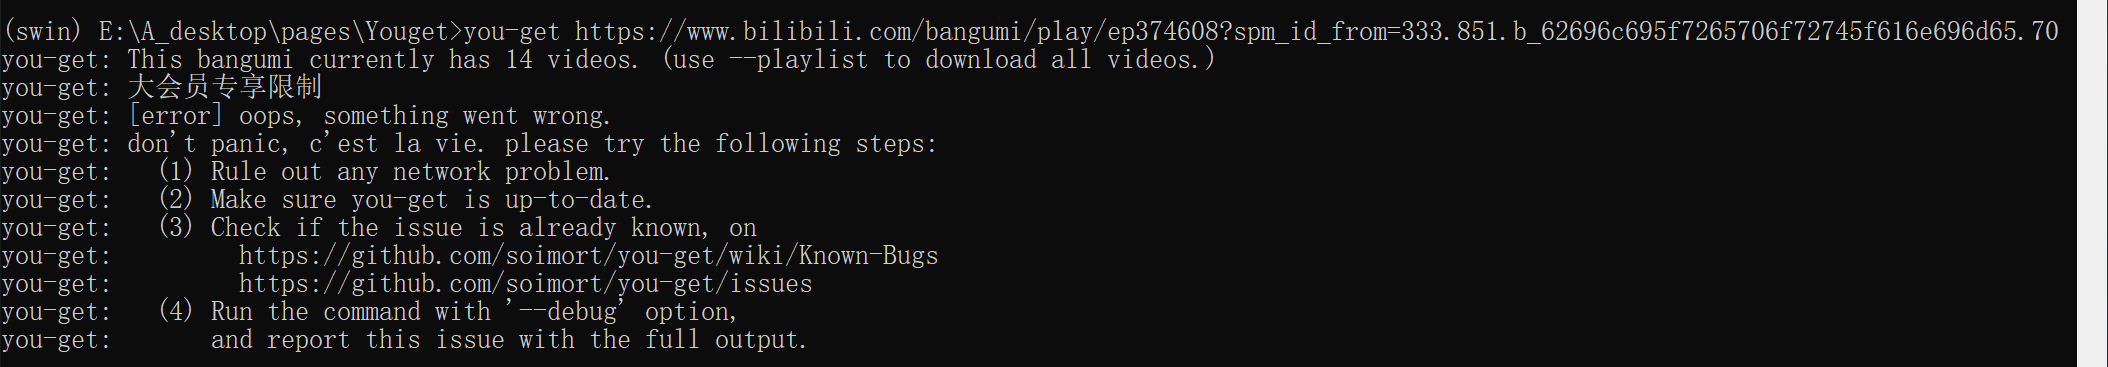 (swin) E:\A_desktop\pages\Youget>you-get https://www.bilibili.com/bangumi/play/ep374608?spm_id_from=333.851.b_62696c695f7265706f72745f616e696d65.70
you-get: This bangumi currently has 14 videos. (use --playlist to download all videos.)
you-get: 大会员专享限制
you-get: [error] oops, something went wrong.
you-get: don't panic, c'est la vie. please try the following steps:
you-get:   (1) Rule out any network problem.
you-get:   (2) Make sure you-get is up-to-date.
you-get:   (3) Check if the issue is already known, on
you-get:         https://github.com/soimort/you-get/wiki/Known-Bugs
you-get:         https://github.com/soimort/you-get/issues
you-get:   (4) Run the command with '--debug' option,
you-get:       and report this issue with the full output.